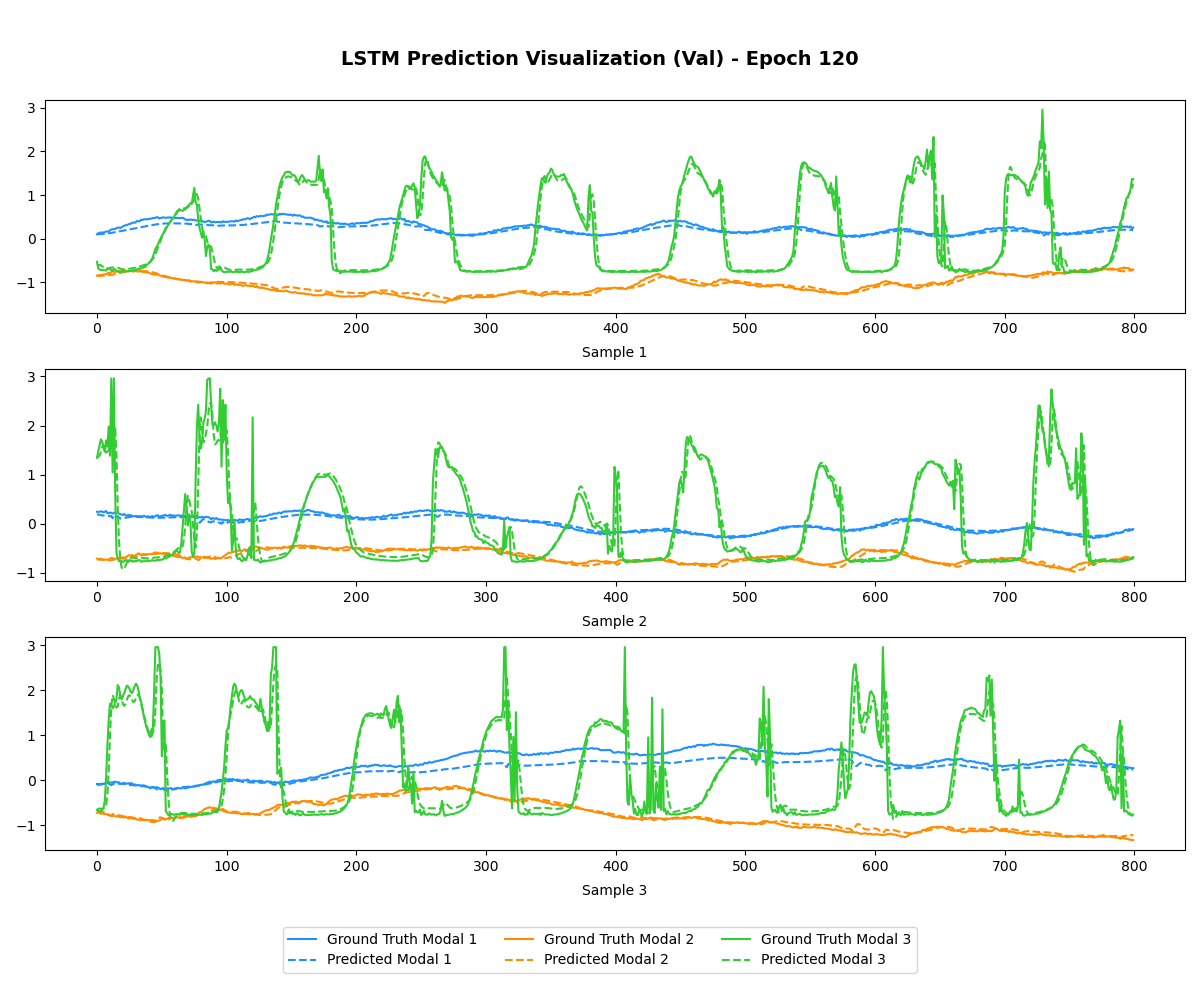 LSTM Prediction Visualization (Val) - Epoch 120
3
2
1
0
−1
0 100 200 300 400 500 600 700 800
Sample 1
3
2
1
0
−1
0 100 200 300 400 500 600 700 800
Sample 2
3
2
1
0
−1
0 100 200 300 400 500 600 700 800
Sample 3
Ground Truth Modal 1 Ground Truth Modal 2 Ground Truth Modal 3
Predicted Modal 1 Predicted Modal 2 Predicted Modal 3